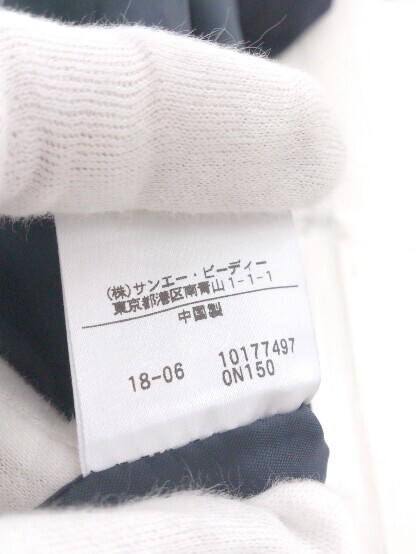 (株)サンエー・ビーディー
東京都港区南青山1-1-1
中国製
18-06 10177497
0N150